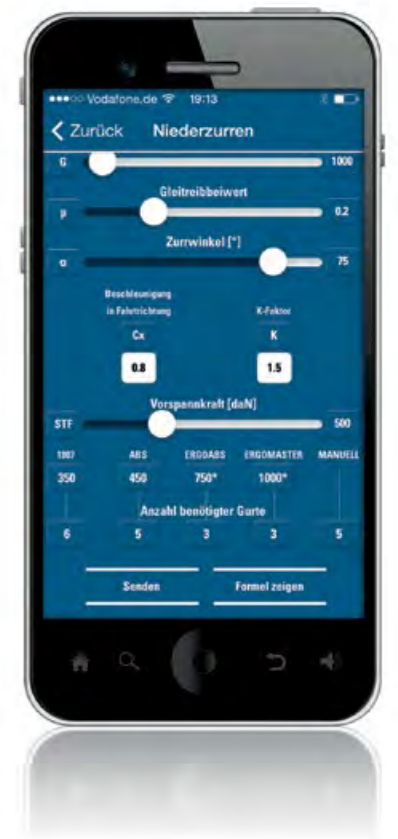 Vodafone.de 19:13
Zurück Niederzurren
G 1000
Gleitreibbeiwert
μ 0.2
Zurrwinkel [°]
α 75
Beschleunigung
in Fahrtrichtung K-Faktor
Cx K
0.8 1.5
Vorspannkraft [daN]
STF 500
1987 ABS ERGOABS ERGOMASTER MANUELL
350 450 750* 1000*
Anzahl benötigter Gurte
6 5 3 3 5
Senden Formel zeigen